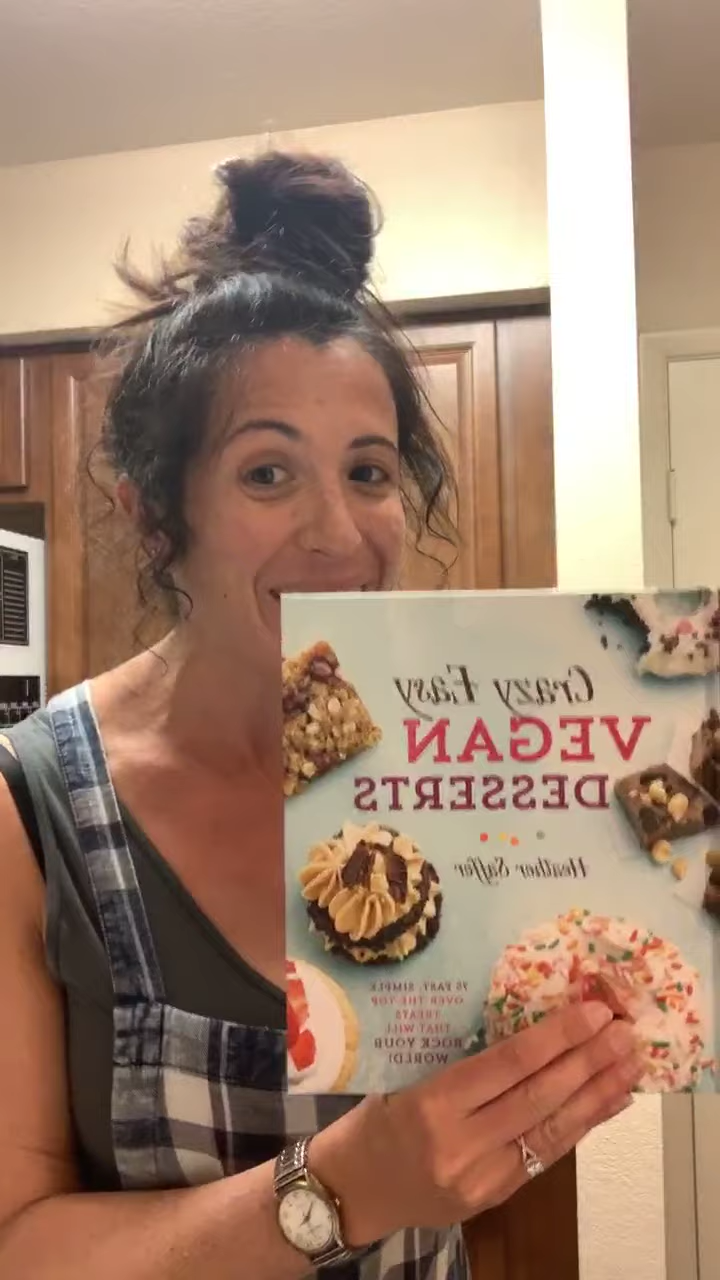 Crazy Easy
VEGAN
DESSERTS
Heather Saffer
75 FAST, SIMPLE
OVER THE TOP
TREATS
THAT WILL
ROCK YOUR
WORLD!